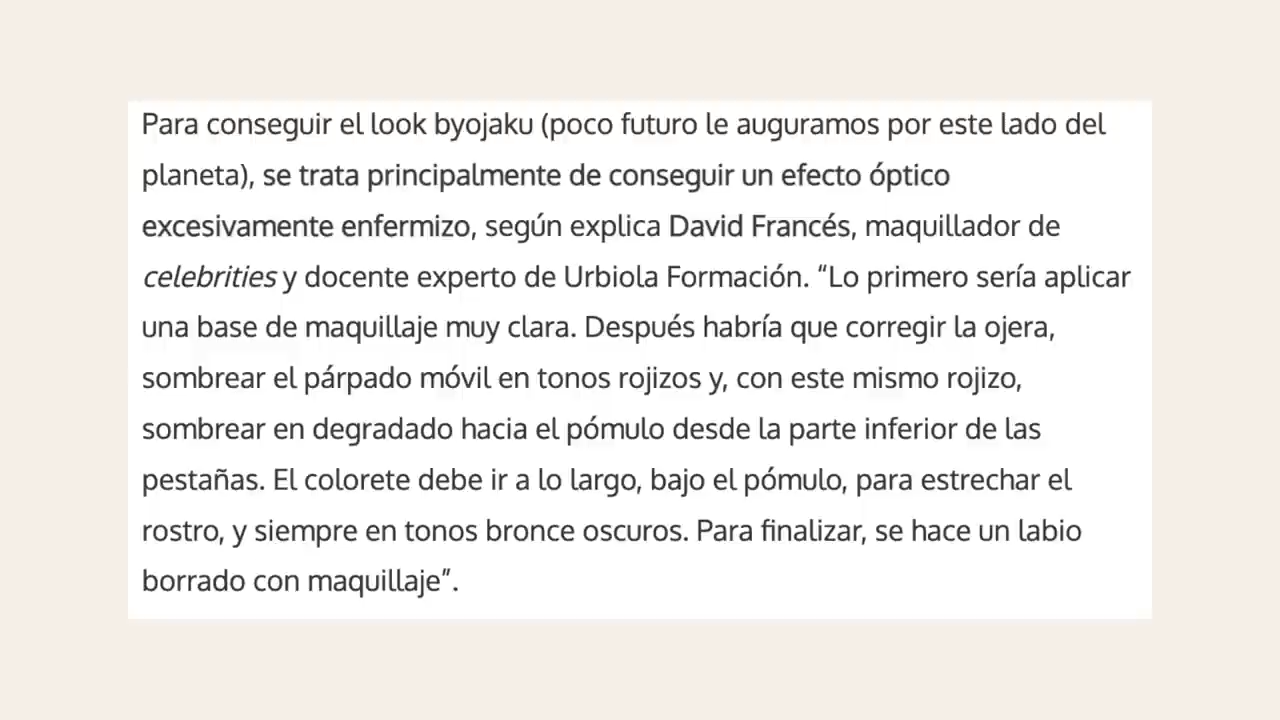 Para conseguir el look byojaku (poco futuro le auguramos por este lado del
planeta), se trata principalmente de conseguir un efecto óptico
excesivamente enfermizo, según explica David Francés, maquillador de
celebrities y docente experto de Urbiola Formación. “Lo primero sería aplicar
una base de maquillaje muy clara. Después habría que corregir la ojera,
sombrear el párpado móvil en tonos rojizos y, con este mismo rojizo,
sombrear en degradado hacia el pómulo desde la parte inferior de las
pestañas. El colorete debe ir a lo largo, bajo el pómulo, para estrechar el
rostro, y siempre en tonos bronce oscuros. Para finalizar, se hace un labio
borrado con maquillaje”.